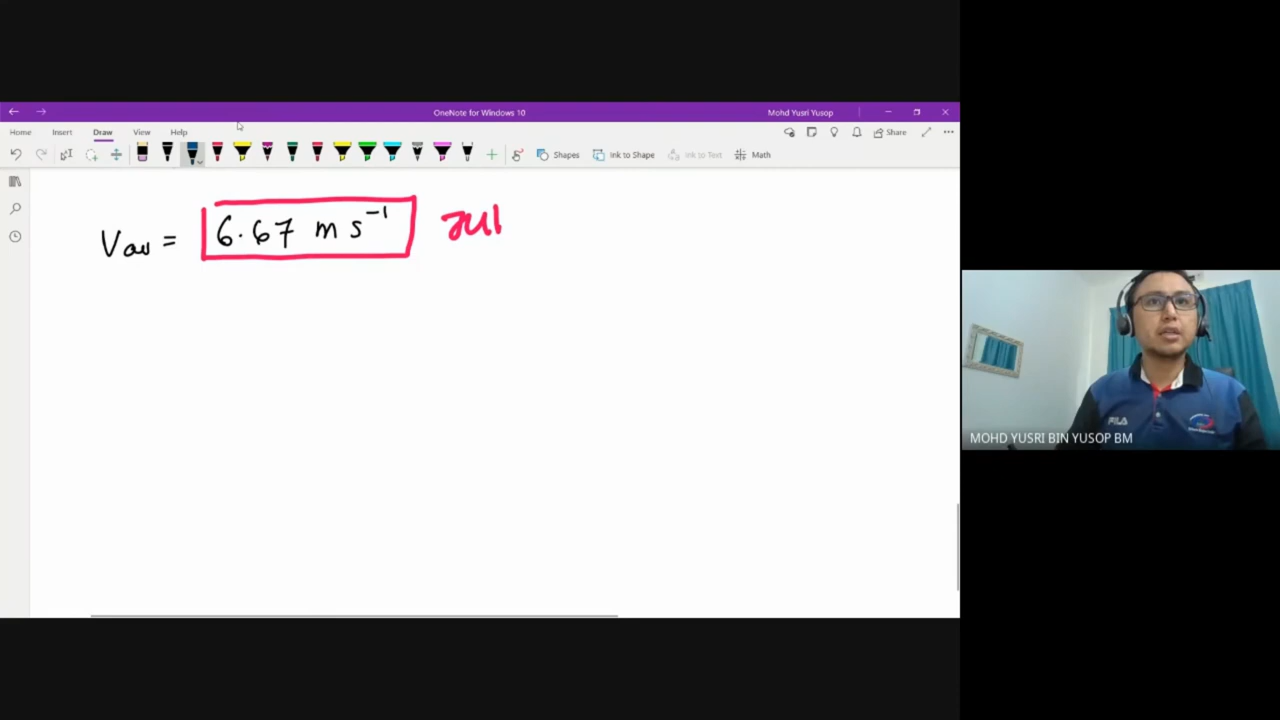 OneNote for Windows 10
Mohd Yusri Yusop
Home Insert Draw View Help
Share
Shapes Ink to Shape Ink to Text Math
Vav = 6.67 m s⁻¹
FILA
MOHD YUSRI BIN YUSOP BM